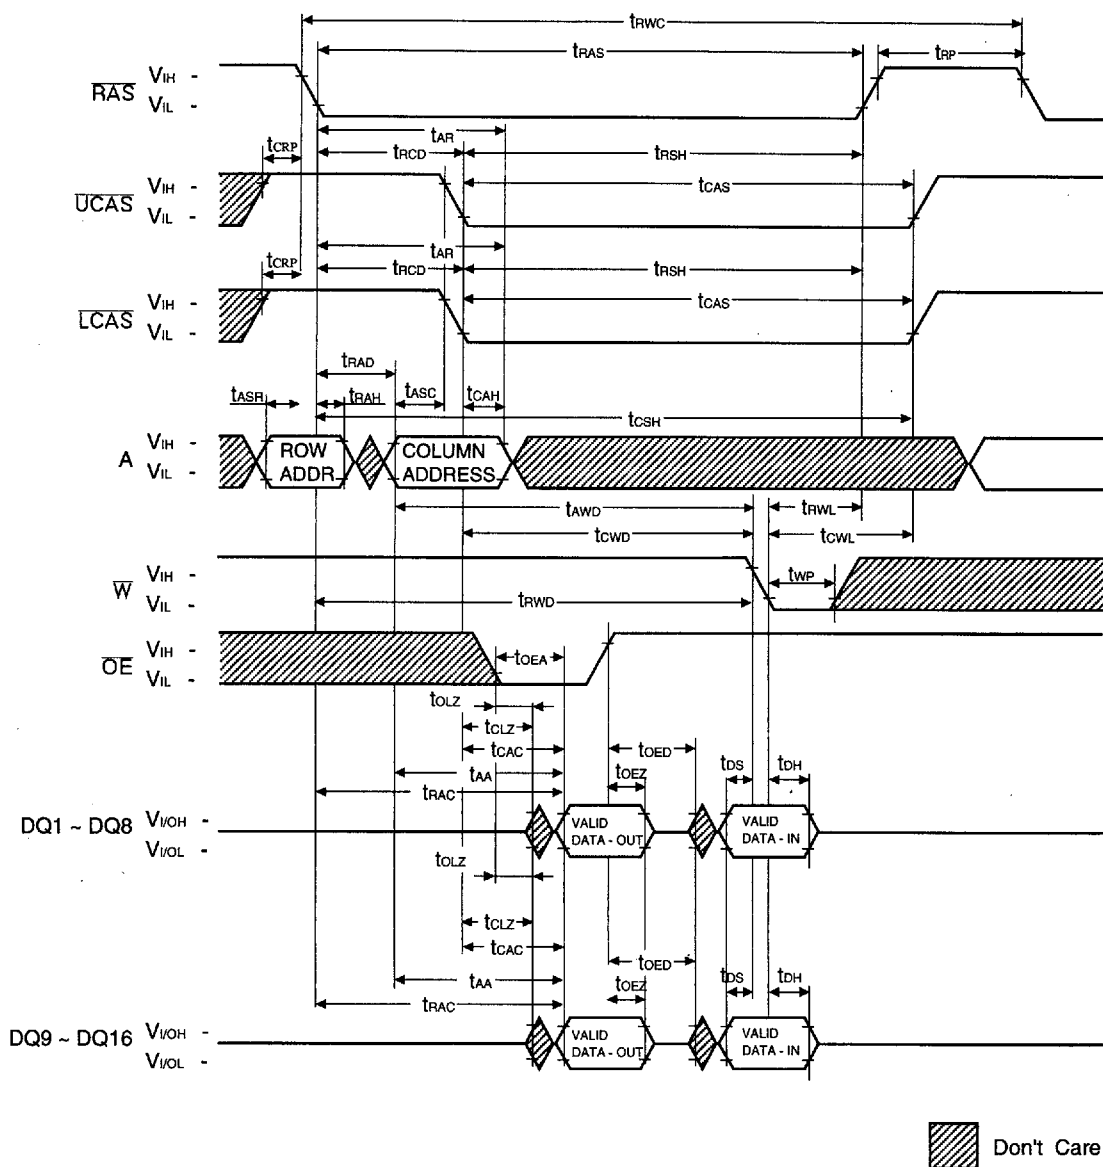 tRWC
tRAS
tRP
RAS
VIH -
VIL -
tAR
tCRP
tRCD
tRSH
UCAS
VIH -
VIL -
tCAS
tAR
tCRP
tRCD
tRSH
LCAS
VIH -
VIL -
tCAS
tRAD
tASR
tRAH
tASC
tCAH
tCSH
A
VIH -
VIL -
ROW
ADDR
COLUMN
ADDRESS
tAWD
tRWL
tCWD
tCWL
W
VIH -
VIL -
tWP
tRWD
OE
VIH -
VIL -
tOEA
tOLZ
tCLZ
tCAC
tOED
tAA
tOEZ
tDS
tDH
tRAC
DQ1 ~ DQ8
VI/OH -
VI/OL -
VALID
DATA - OUT
VALID
DATA - IN
tOLZ
tCLZ
tCAC
tOED
tAA
tOEZ
tDS
tDH
tRAC
DQ9 ~ DQ16
VI/OH -
VI/OL -
VALID
DATA - OUT
VALID
DATA - IN
Don't Care